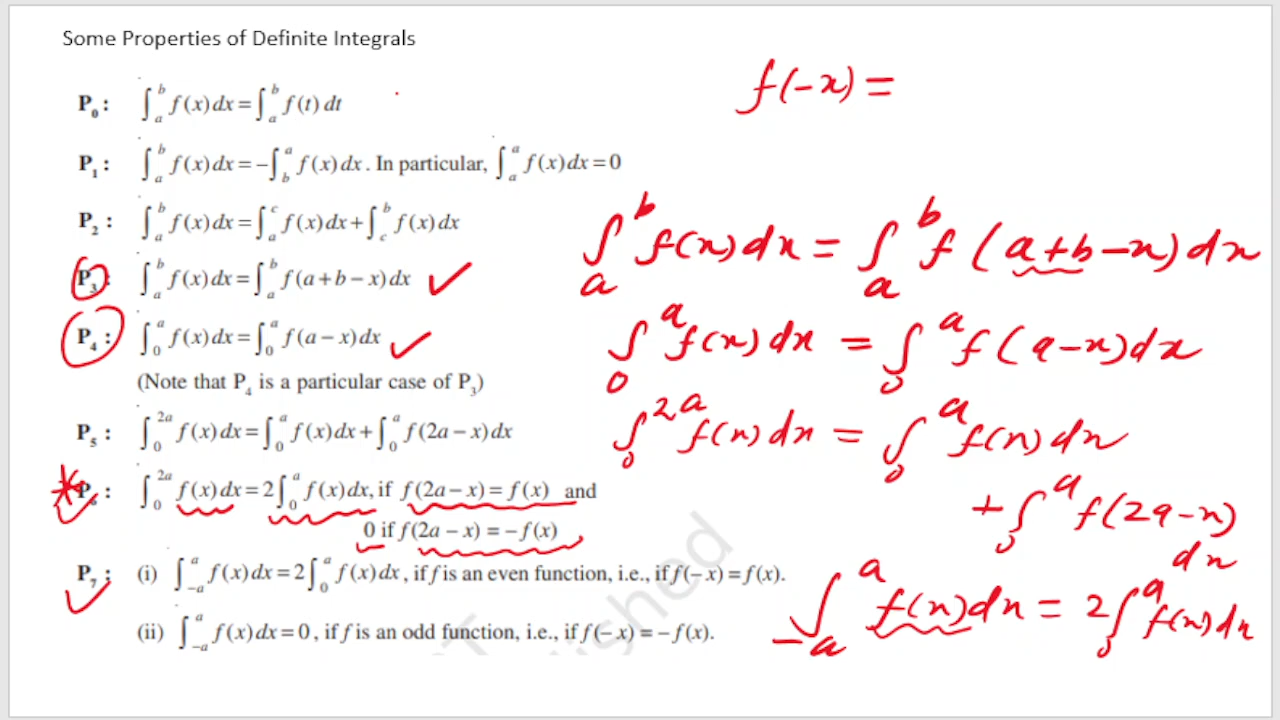 Some Properties of Definite Integrals
f(-x) =
P₀ : ∫ₐᵇ f(x) dx = ∫ₐᵇ f(t) dt
P₁ : ∫ₐᵇ f(x) dx = –∫_b^a f(x) dx . In particular, ∫ₐᵃ f(x) dx = 0
P₂ : ∫ₐᵇ f(x) dx = ∫_a^c f(x) dx + ∫_c^b f(x) dx
∫ₐᵇ f(x) dx = ∫ₐᵇ f(a+b-x) dx
P₃ : ∫ₐᵇ f(x) dx = ∫ₐᵇ f(a + b – x) dx
P₄ : ∫₀ᵃ f(x) dx = ∫₀ᵃ f(a – x) dx
∫₀ᵃ f(x) dx = ∫₀ᵃ f(a-x) dx
(Note that P₄ is a particular case of P₃)
P₅ : ∫₀²ᵃ f(x) dx = ∫₀ᵃ f(x) dx + ∫₀ᵃ f(2a – x) dx
∫₀²ᵃ f(x) dx = ∫₀ᵃ f(x) dx
+ ∫₀ᵃ f(2a-x)
dx
P₆ : ∫₀²ᵃ f(x) dx = 2∫₀ᵃ f(x) dx, if f(2a – x) = f(x) and
0 if f(2a – x) = – f(x)
P₇ : (i) ∫₋ₐᵃ f(x) dx = 2∫₀ᵃ f(x) dx , if f is an even function, i.e., if f(– x) = f(x).
∫₋ₐᵃ f(x) dx = 2∫₀ᵃ f(x) dx
(ii) ∫₋ₐᵃ f(x) dx = 0 , if f is an odd function, i.e., if f(– x) = – f(x).